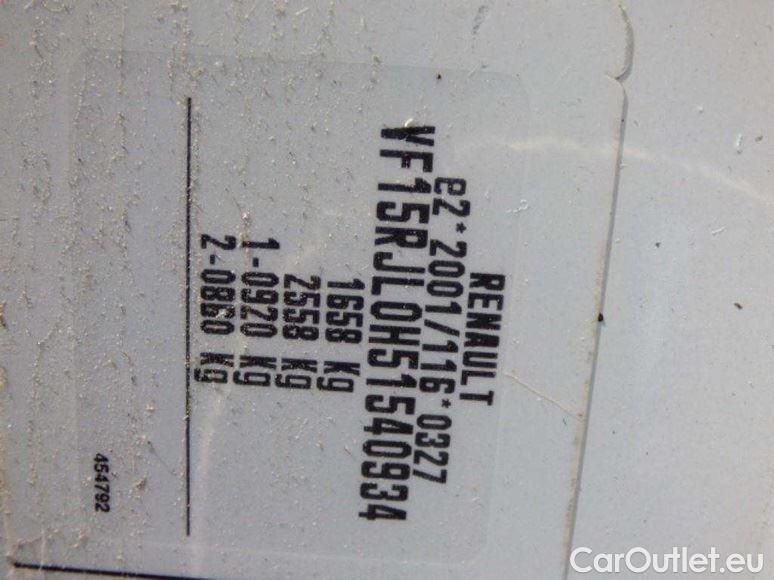 RENAULT
e2*2001/116*0327
VF15RJL0H51540934
1658 kg
2558 kg
1-0920 kg
2-0860 kg
454792
CarOutlet.eu